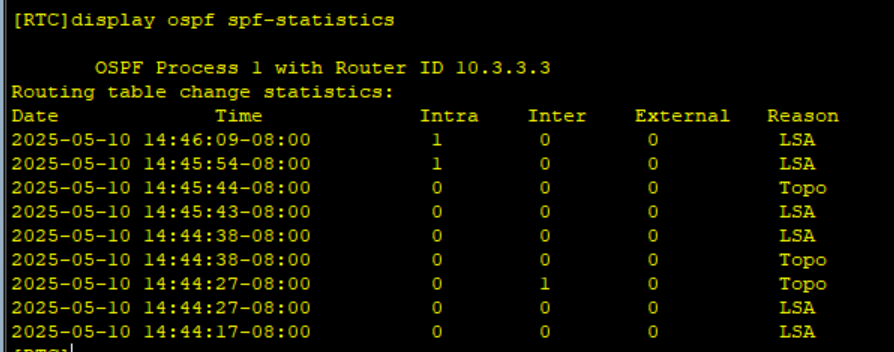 [RTC]display ospf spf-statistics
OSPF Process 1 with Router ID 10.3.3.3
Routing table change statistics:
Date Time Intra Inter External Reason
2025-05-10 14:46:09-08:00 1 0 0 LSA
2025-05-10 14:45:54-08:00 1 0 0 LSA
2025-05-10 14:45:44-08:00 0 0 0 Topo
2025-05-10 14:45:43-08:00 0 0 0 LSA
2025-05-10 14:44:38-08:00 0 0 0 LSA
2025-05-10 14:44:38-08:00 0 0 0 Topo
2025-05-10 14:44:27-08:00 0 1 0 Topo
2025-05-10 14:44:27-08:00 0 0 0 LSA
2025-05-10 14:44:17-08:00 0 0 0 LSA
[RTC]